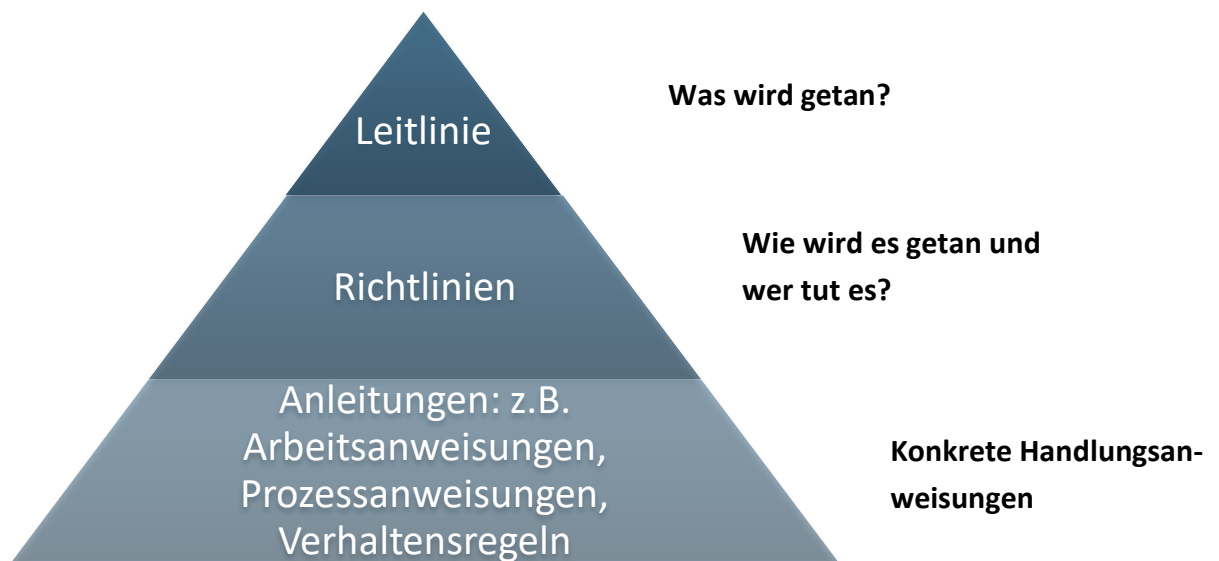 Leitlinie
Was wird getan?
Richtlinien
Wie wird es getan und
wer tut es?
Anleitungen: z.B.
Arbeitsanweisungen,
Prozessanweisungen,
Verhaltensregeln
Konkrete Handlungsan-
weisungen